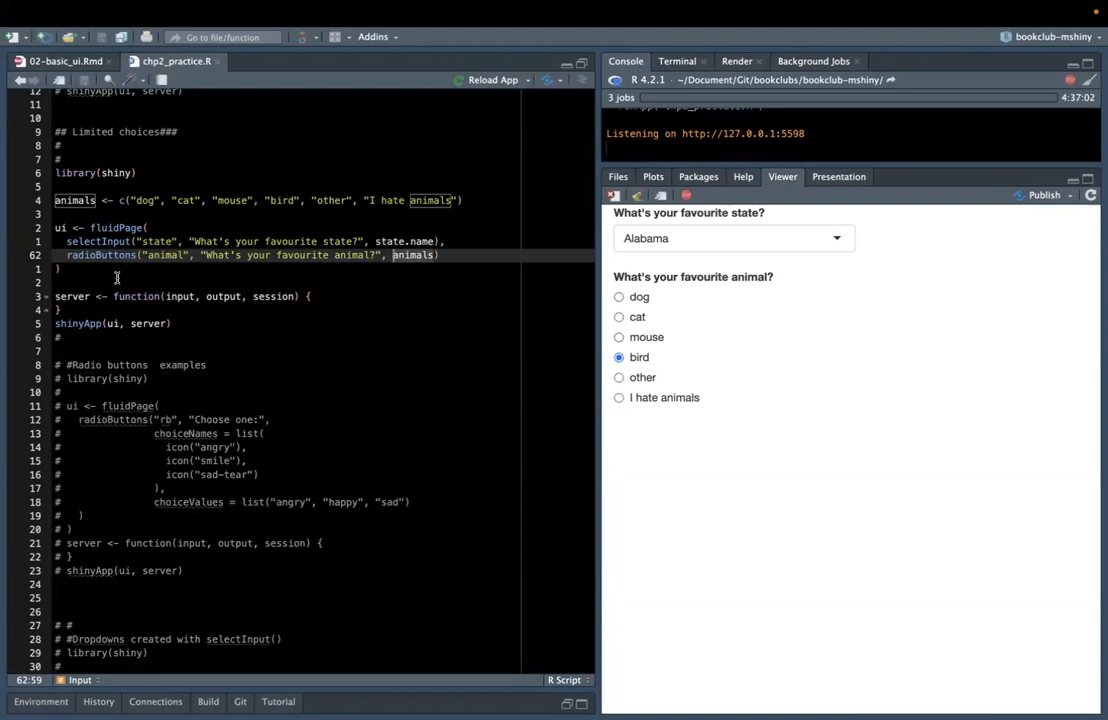 Go to file/function
Addins
bookclub-mshiny
02-basic_ui.Rmd
chp2_practice.R
Reload App
12 # shinyApp(ui, server)
11
10
9 ## Limited choices###
8 #
7 #
6 library(shiny)
5
4 animals <- c("dog", "cat", "mouse", "bird", "other", "I hate animals")
3
2 ui <- fluidPage(
1 selectInput("state", "What's your favourite state?", state.name),
62 radioButtons("animal", "What's your favourite animal?", animals)
1 )
2
3 server <- function(input, output, session) {
4 }
5 shinyApp(ui, server)
6 #
7
8 # #Radio buttons examples
9 # library(shiny)
10 #
11 # ui <- fluidPage(
12 # radioButtons("rb", "Choose one:",
13 # choiceNames = list(
14 # icon("angry"),
15 # icon("smile"),
16 # icon("sad-tear")
17 # ),
18 # choiceValues = list("angry", "happy", "sad")
19 # )
20 # )
21 # server <- function(input, output, session) {
22 # }
23 # shinyApp(ui, server)
24
25
26
27 # #
28 # #Dropdowns created with selectInput()
29 # library(shiny)
30 #
62:59 # Input R Script
Environment History Connections Build Git Tutorial
Console Terminal Render Background Jobs
R 4.2.1 · ~/Document/Git/bookclubs/bookclub-mshiny/
3 jobs 4:37:02
Listening on http://127.0.0.1:5598
Files Plots Packages Help Viewer Presentation
Publish
What's your favourite state?
Alabama
What's your favourite animal?
dog
cat
mouse
bird
other
I hate animals